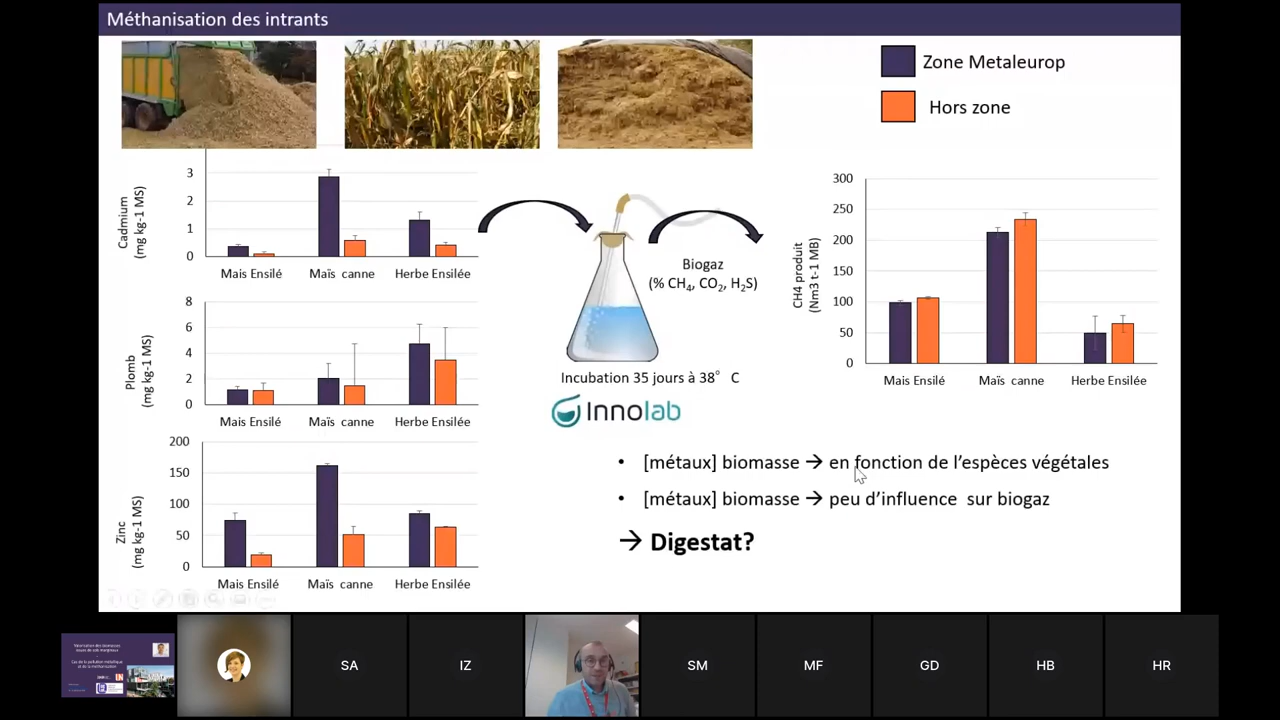 Méthanisation des intrants
Zone Metaleurop
Hors zone
Cadmium
(mg kg-1 MS)
3
2
1
0
Mais Ensilé
Maïs canne
Herbe Ensilée
Plomb
(mg kg-1 MS)
8
6
4
2
0
Mais Ensilé
Maïs canne
Herbe Ensilée
Zinc
(mg kg-1 MS)
200
150
100
50
0
Mais Ensilé
Maïs canne
Herbe Ensilée
Biogaz
(% CH₄, CO₂, H₂S)
Incubation 35 jours à 38° C
Innolab
CH4 produit
(Nm3 t-1 MB)
300
250
200
150
100
50
0
Mais Ensilé
Maïs canne
Herbe Ensilée
• [métaux] biomasse → en fonction de l'espèces végétales
• [métaux] biomasse → peu d'influence sur biogaz
→ Digestat?
SA
IZ
SM
MF
GD
HB
HR